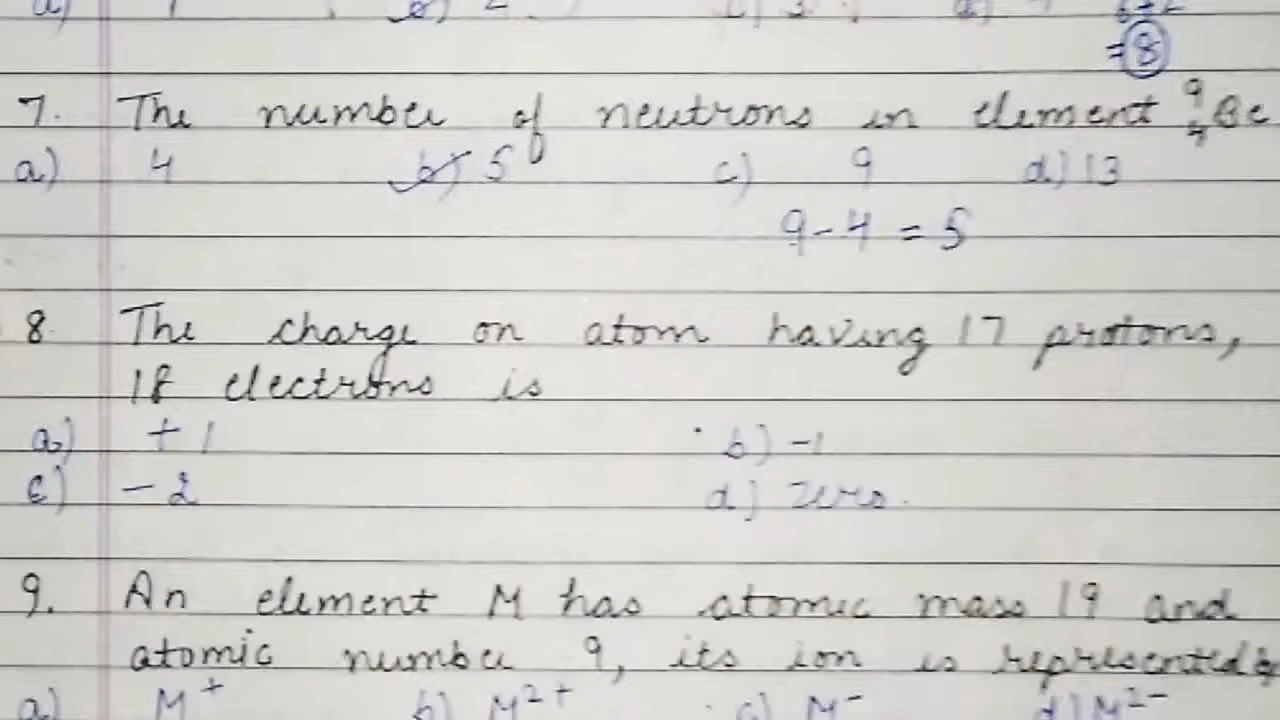 = 8
7. The number of neutrons in element ⁹₄Be
a) 4 b) 5 c) 9 d) 13
9 - 4 = 5
8. The charge on atom having 17 protons,
18 electrons is
a) + 1 b) -1
c) - 2 d) zero.
9. An element M has atomic mass 19 and
atomic number 9, its ion is represented by
a) M⁺ b) M²⁺ c) M⁻ d) M²⁻